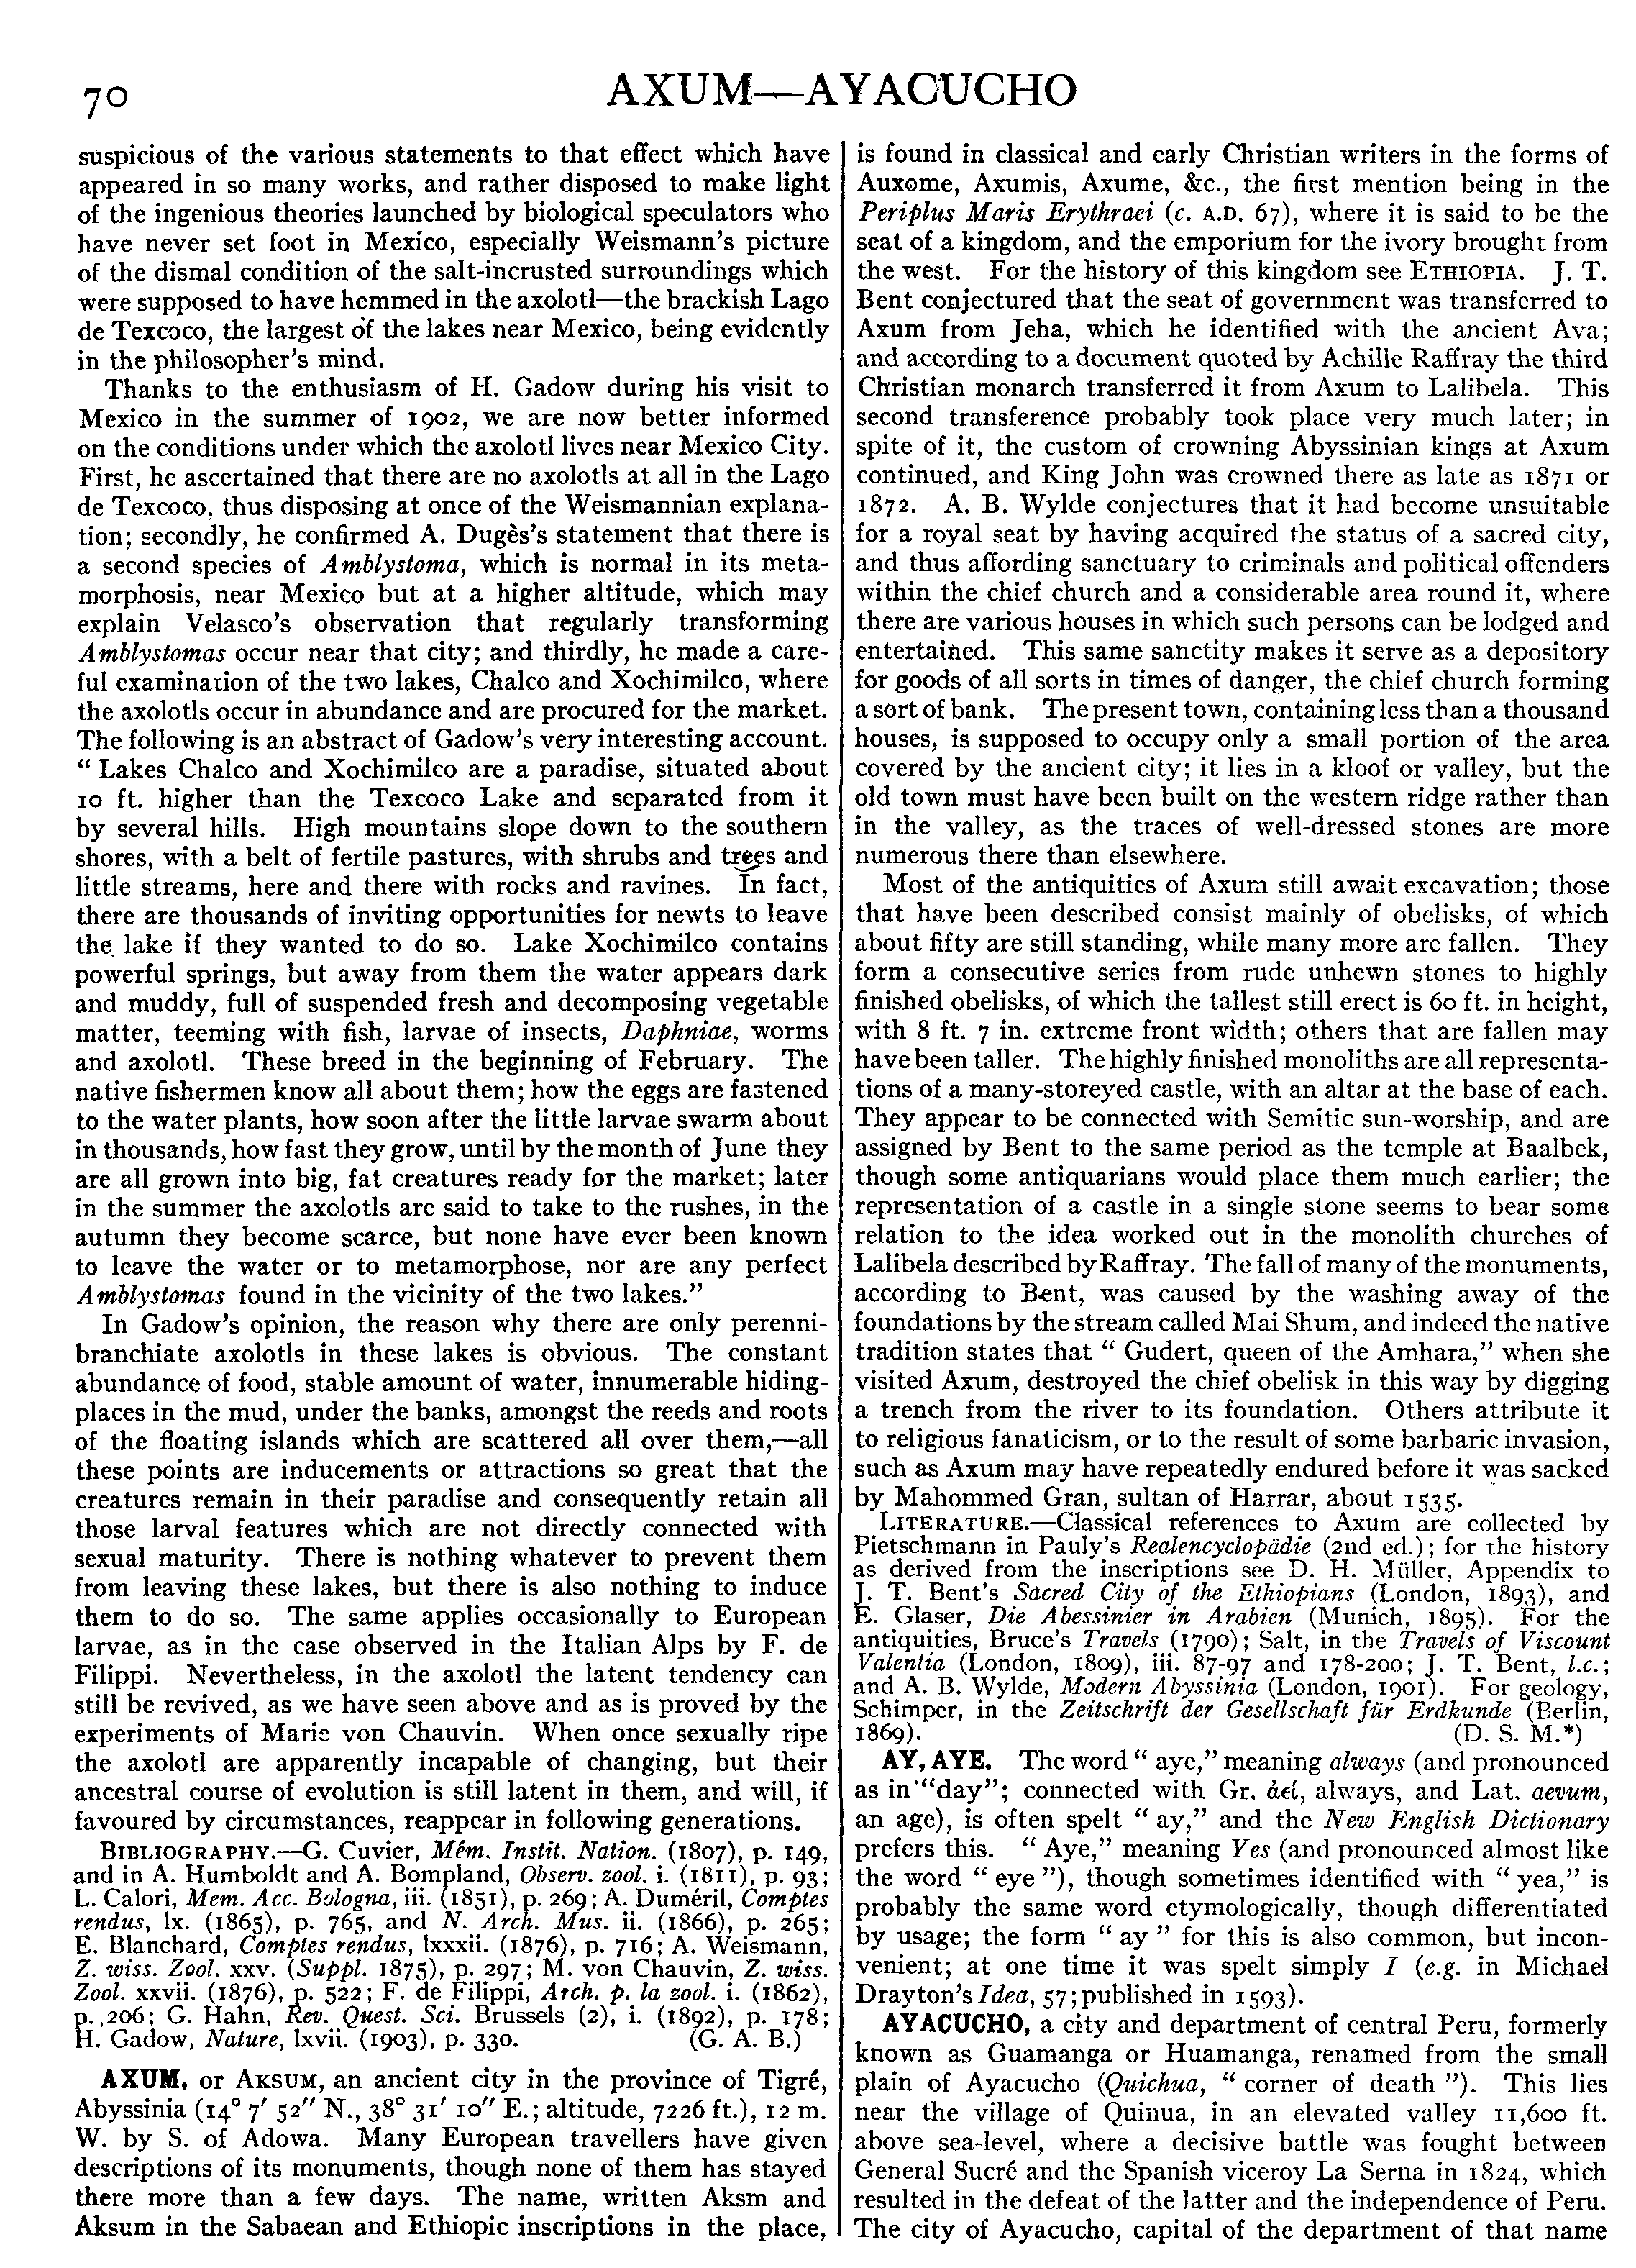 70
AXUM—AYACUCHO
suspicious of the various statements to that effect which have
appeared in so many works, and rather disposed to make light
of the ingenious theories launched by biological speculators who
have never set foot in Mexico, especially Weismann's picture
of the dismal condition of the salt-incrusted surroundings which
were supposed to have hemmed in the axolotl—the brackish Lago
de Texcoco, the largest of the lakes near Mexico, being evidently
in the philosopher's mind.
Thanks to the enthusiasm of H. Gadow during his visit to
Mexico in the summer of 1902, we are now better informed
on the conditions under which the axolotl lives near Mexico City.
First, he ascertained that there are no axolotls at all in the Lago
de Texcoco, thus disposing at once of the Weismannian explana-
tion; secondly, he confirmed A. Dugès's statement that there is
a second species of Amblystoma, which is normal in its meta-
morphosis, near Mexico but at a higher altitude, which may
explain Velasco's observation that regularly transforming
Amblystomas occur near that city; and thirdly, he made a care-
ful examination of the two lakes, Chalco and Xochimilco, where
the axolotls occur in abundance and are procured for the market.
The following is an abstract of Gadow's very interesting account.
" Lakes Chalco and Xochimilco are a paradise, situated about
10 ft. higher than the Texcoco Lake and separated from it
by several hills. High mountains slope down to the southern
shores, with a belt of fertile pastures, with shrubs and trees and
little streams, here and there with rocks and ravines. In fact,
there are thousands of inviting opportunities for newts to leave
the lake if they wanted to do so. Lake Xochimilco contains
powerful springs, but away from them the water appears dark
and muddy, full of suspended fresh and decomposing vegetable
matter, teeming with fish, larvae of insects, Daphniae, worms
and axolotl. These breed in the beginning of February. The
native fishermen know all about them; how the eggs are fastened
to the water plants, how soon after the little larvae swarm about
in thousands, how fast they grow, until by the month of June they
are all grown into big, fat creatures ready for the market; later
in the summer the axolotls are said to take to the rushes, in the
autumn they become scarce, but none have ever been known
to leave the water or to metamorphose, nor are any perfect
Amblystomas found in the vicinity of the two lakes."
In Gadow's opinion, the reason why there are only perenni-
branchiate axolotls in these lakes is obvious. The constant
abundance of food, stable amount of water, innumerable hiding-
places in the mud, under the banks, amongst the reeds and roots
of the floating islands which are scattered all over them,—all
these points are inducements or attractions so great that the
creatures remain in their paradise and consequently retain all
those larval features which are not directly connected with
sexual maturity. There is nothing whatever to prevent them
from leaving these lakes, but there is also nothing to induce
them to do so. The same applies occasionally to European
larvae, as in the case observed in the Italian Alps by F. de
Filippi. Nevertheless, in the axolotl the latent tendency can
still be revived, as we have seen above and as is proved by the
experiments of Marie von Chauvin. When once sexually ripe
the axolotl are apparently incapable of changing, but their
ancestral course of evolution is still latent in them, and will, if
favoured by circumstances, reappear in following generations.
BIBLIOGRAPHY.—G. Cuvier, Mém. Instit. Nation. (1807), p. 149,
and in A. Humboldt and A. Bompland, Observ. zool. i. (1811), p. 93;
L. Calori, Mem. Acc. Bologna, iii. (1851), p. 269; A. Duméril, Comptes
rendus, lx. (1865), p. 765, and N. Arch. Mus. ii. (1866), p. 265;
E. Blanchard, Comptes rendus, lxxxii. (1876), p. 716; A. Weismann,
Z. wiss. Zool. xxv. (Suppl. 1875), p. 297; M. von Chauvin, Z. wiss.
Zool. xxvii. (1876), p. 522; F. de Filippi, Arch. p. la zool. i. (1862),
p. 206; G. Hahn, Rev. Quest. Sci. Brussels (2), i. (1892), p. 178;
H. Gadow, Nature, lxvii. (1903), p. 330. (G. A. B.)
AXUM, or AKSUM, an ancient city in the province of Tigré,
Abyssinia (14° 7′ 52″ N., 38° 31′ 10″ E.; altitude, 7226 ft.), 12 m.
W. by S. of Adowa. Many European travellers have given
descriptions of its monuments, though none of them has stayed
there more than a few days. The name, written Aksm and
Aksum in the Sabaean and Ethiopic inscriptions in the place,
is found in classical and early Christian writers in the forms of
Auxome, Axumis, Axume, &c., the first mention being in the
Periplus Maris Erythraei (c. A.D. 67), where it is said to be the
seat of a kingdom, and the emporium for the ivory brought from
the west. For the history of this kingdom see ETHIOPIA. J. T.
Bent conjectured that the seat of government was transferred to
Axum from Jeha, which he identified with the ancient Ava;
and according to a document quoted by Achille Raffray the third
Christian monarch transferred it from Axum to Lalibela. This
second transference probably took place very much later; in
spite of it, the custom of crowning Abyssinian kings at Axum
continued, and King John was crowned there as late as 1871 or
1872. A. B. Wylde conjectures that it had become unsuitable
for a royal seat by having acquired the status of a sacred city,
and thus affording sanctuary to criminals and political offenders
within the chief church and a considerable area round it, where
there are various houses in which such persons can be lodged and
entertained. This same sanctity makes it serve as a depository
for goods of all sorts in times of danger, the chief church forming
a sort of bank. The present town, containing less than a thousand
houses, is supposed to occupy only a small portion of the area
covered by the ancient city; it lies in a kloof or valley, but the
old town must have been built on the western ridge rather than
in the valley, as the traces of well-dressed stones are more
numerous there than elsewhere.
Most of the antiquities of Axum still await excavation; those
that have been described consist mainly of obelisks, of which
about fifty are still standing, while many more are fallen. They
form a consecutive series from rude unhewn stones to highly
finished obelisks, of which the tallest still erect is 60 ft. in height,
with 8 ft. 7 in. extreme front width; others that are fallen may
have been taller. The highly finished monoliths are all representa-
tions of a many-storeyed castle, with an altar at the base of each.
They appear to be connected with Semitic sun-worship, and are
assigned by Bent to the same period as the temple at Baalbek,
though some antiquarians would place them much earlier; the
representation of a castle in a single stone seems to bear some
relation to the idea worked out in the monolith churches of
Lalibela described by Raffray. The fall of many of the monuments,
according to Bent, was caused by the washing away of the
foundations by the stream called Mai Shum, and indeed the native
tradition states that " Gudert, queen of the Amhara," when she
visited Axum, destroyed the chief obelisk in this way by digging
a trench from the river to its foundation. Others attribute it
to religious fanaticism, or to the result of some barbaric invasion,
such as Axum may have repeatedly endured before it was sacked
by Mahommed Gran, sultan of Harrar, about 1535.
LITERATURE.—Classical references to Axum are collected by
Pietschmann in Pauly's Realencyclopädie (2nd ed.); for the history
as derived from the inscriptions see D. H. Müller, Appendix to
J. T. Bent's Sacred City of the Ethiopians (London, 1893), and
E. Glaser, Die Abessinier in Arabien (Munich, 1895). For the
antiquities, Bruce's Travels (1790); Salt, in the Travels of Viscount
Valentia (London, 1809), iii. 87-97 and 178-200; J. T. Bent, l.c.;
and A. B. Wylde, Modern Abyssinia (London, 1901). For geology,
Schimper, in the Zeitschrift der Gesellschaft für Erdkunde (Berlin,
1869). (D. S. M.*)
AY, AYE. The word " aye," meaning always (and pronounced
as in "day"; connected with Gr. ἀεί, always, and Lat. aevum,
an age), is often spelt " ay," and the New English Dictionary
prefers this. " Aye," meaning Yes (and pronounced almost like
the word " eye "), though sometimes identified with " yea," is
probably the same word etymologically, though differentiated
by usage; the form " ay " for this is also common, but incon-
venient; at one time it was spelt simply I (e.g. in Michael
Drayton's Idea, 57; published in 1593).
AYACUCHO, a city and department of central Peru, formerly
known as Guamanga or Huamanga, renamed from the small
plain of Ayacucho (Quichua, " corner of death "). This lies
near the village of Quinua, in an elevated valley 11,600 ft.
above sea-level, where a decisive battle was fought between
General Sucré and the Spanish viceroy La Serna in 1824, which
resulted in the defeat of the latter and the independence of Peru.
The city of Ayacucho, capital of the department of that name